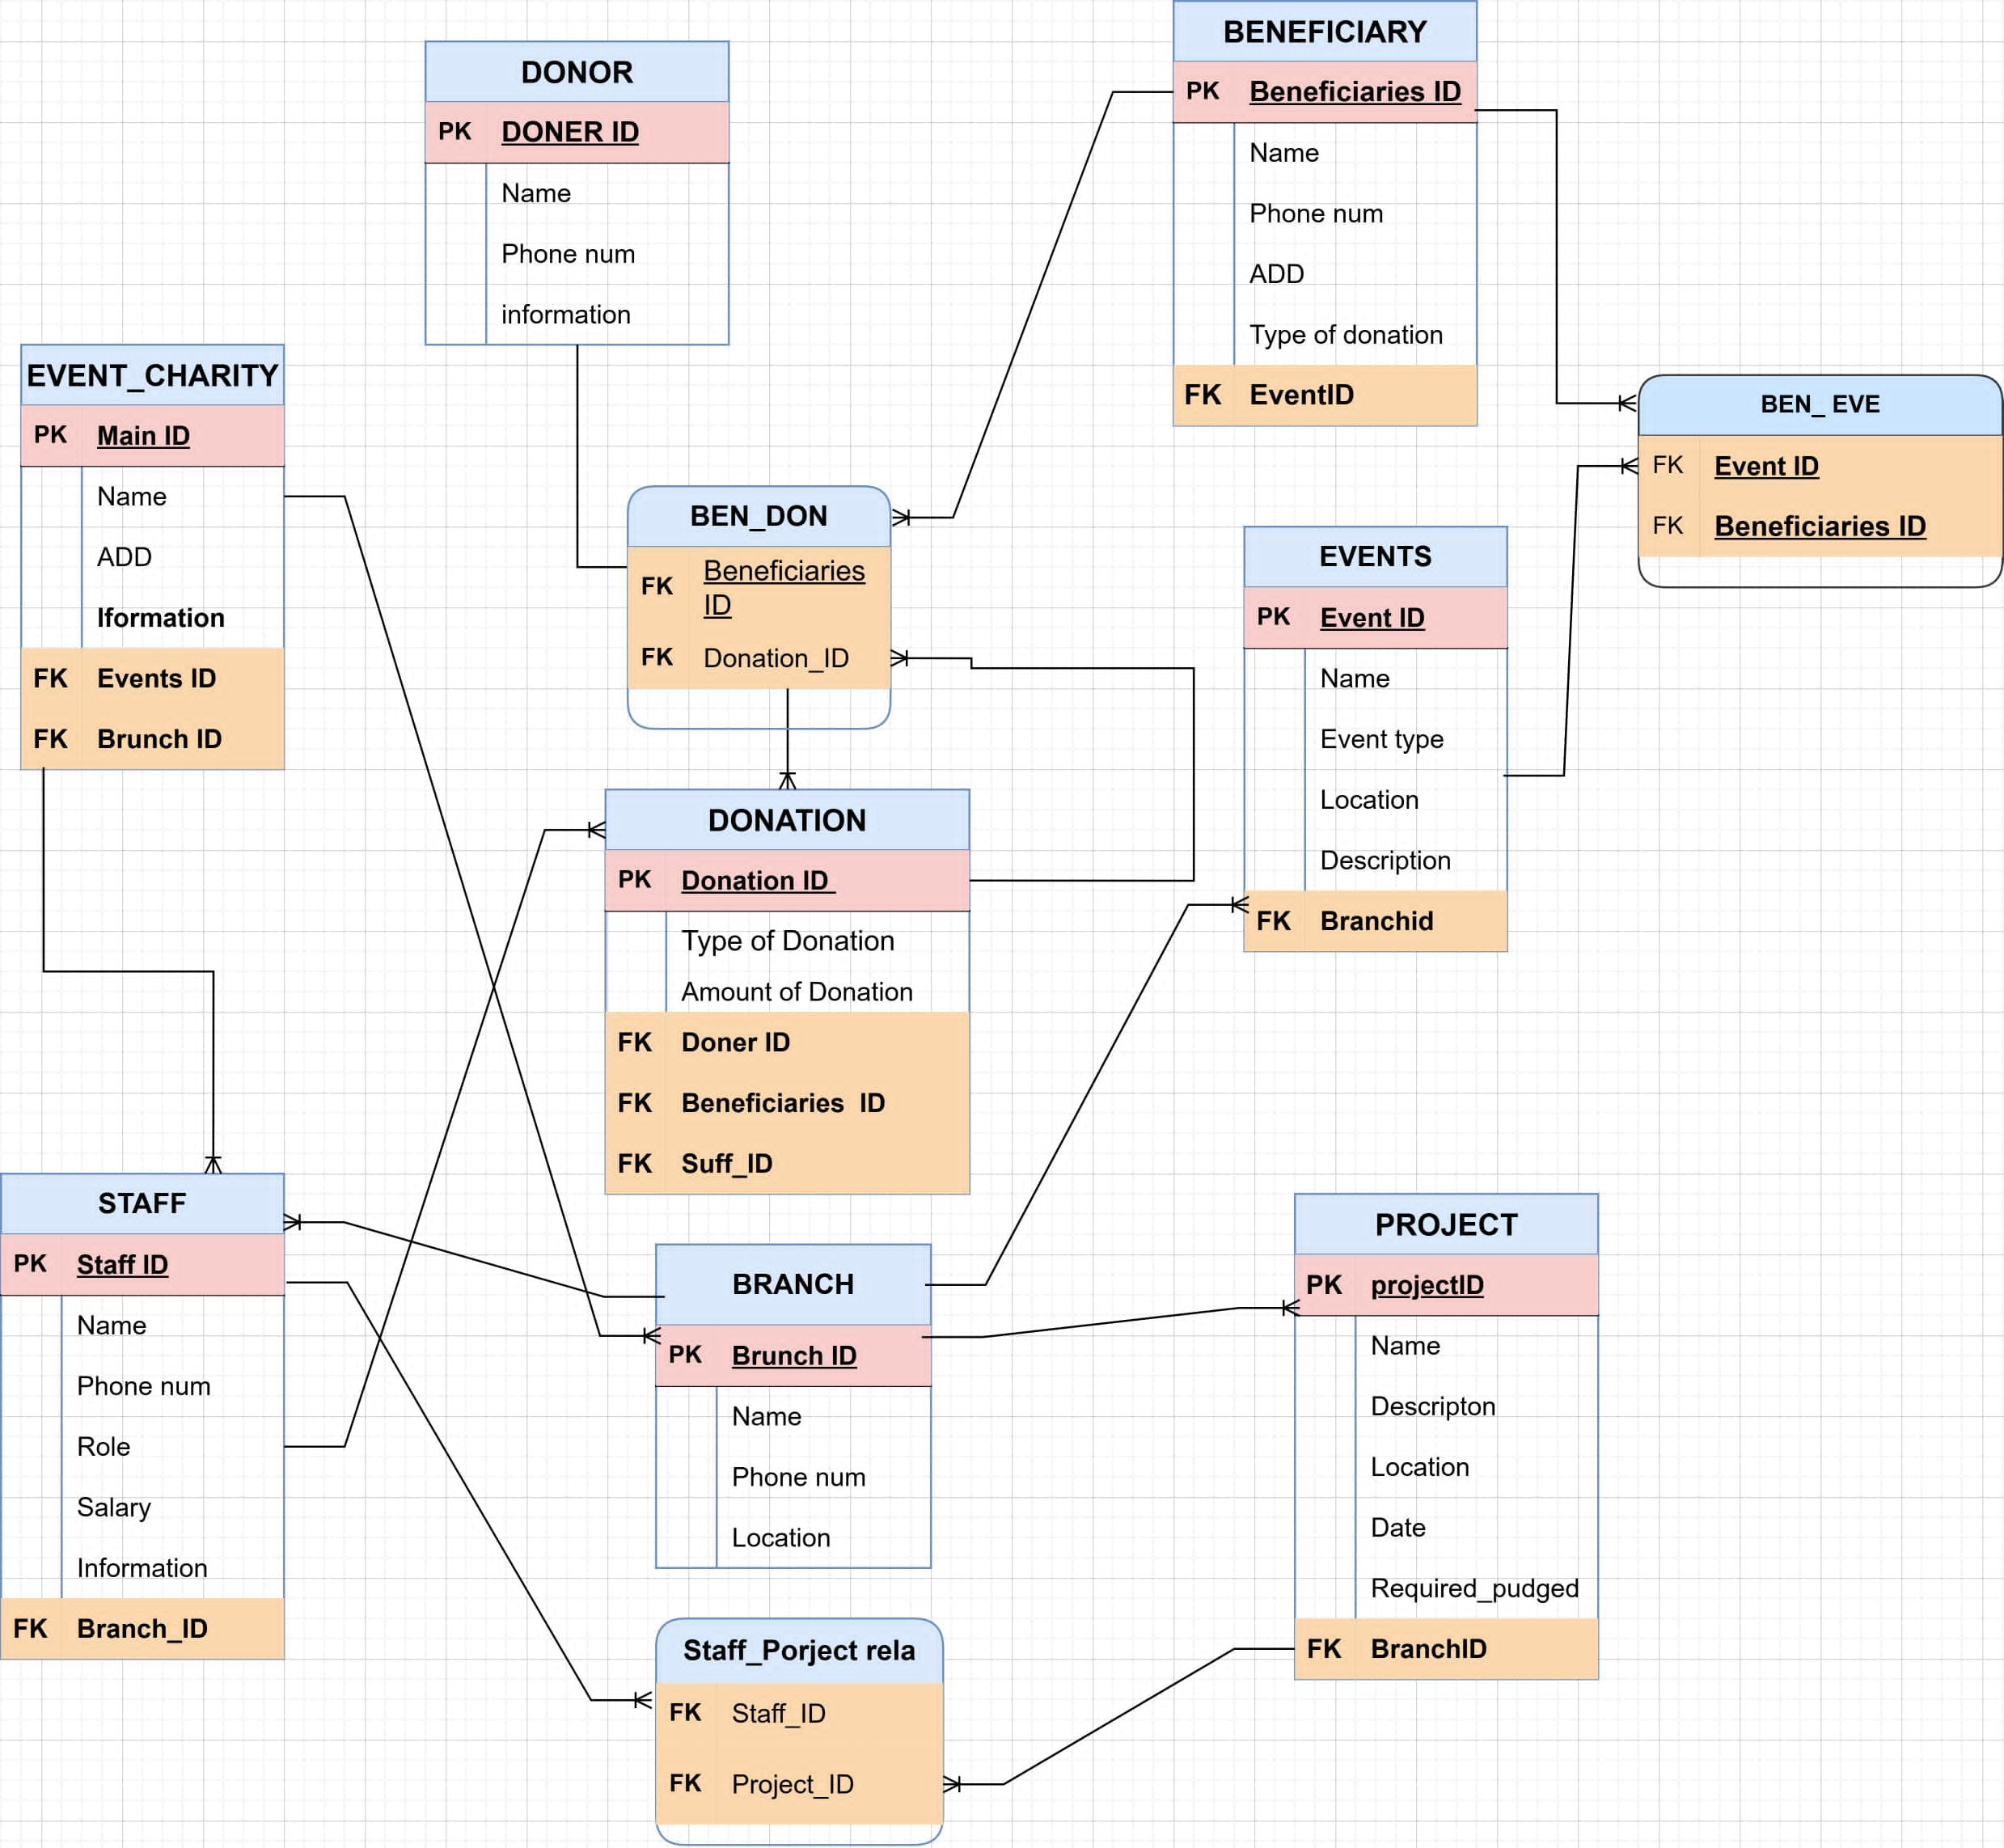 DONOR
PK DONER ID
Name
Phone num
information
BENEFICIARY
PK Beneficiaries ID
Name
Phone num
ADD
Type of donation
FK EventID
EVENT_CHARITY
PK Main ID
Name
ADD
Iformation
FK Events ID
FK Brunch ID
BEN_DON
FK Beneficiaries
ID
FK Donation_ID
BEN_ EVE
FK Event ID
FK Beneficiaries ID
EVENTS
PK Event ID
Name
Event type
Location
Description
FK Branchid
DONATION
PK Donation ID
Type of Donation
Amount of Donation
FK Doner ID
FK Beneficiaries ID
FK Suff_ID
STAFF
PK Staff ID
Name
Phone num
Role
Salary
Information
FK Branch_ID
BRANCH
PK Brunch ID
Name
Phone num
Location
PROJECT
PK projectID
Name
Descripton
Location
Date
Required_pudged
FK BranchID
Staff_Porject rela
FK Staff_ID
FK Project_ID